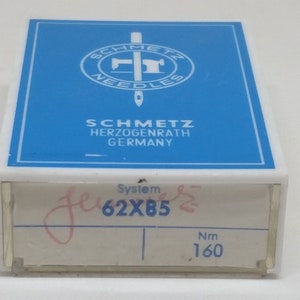 SCHMETZ
NEEDLES
SCHMETZ
HERZOGENRATH
GERMANY
System
62X85
Nm
160